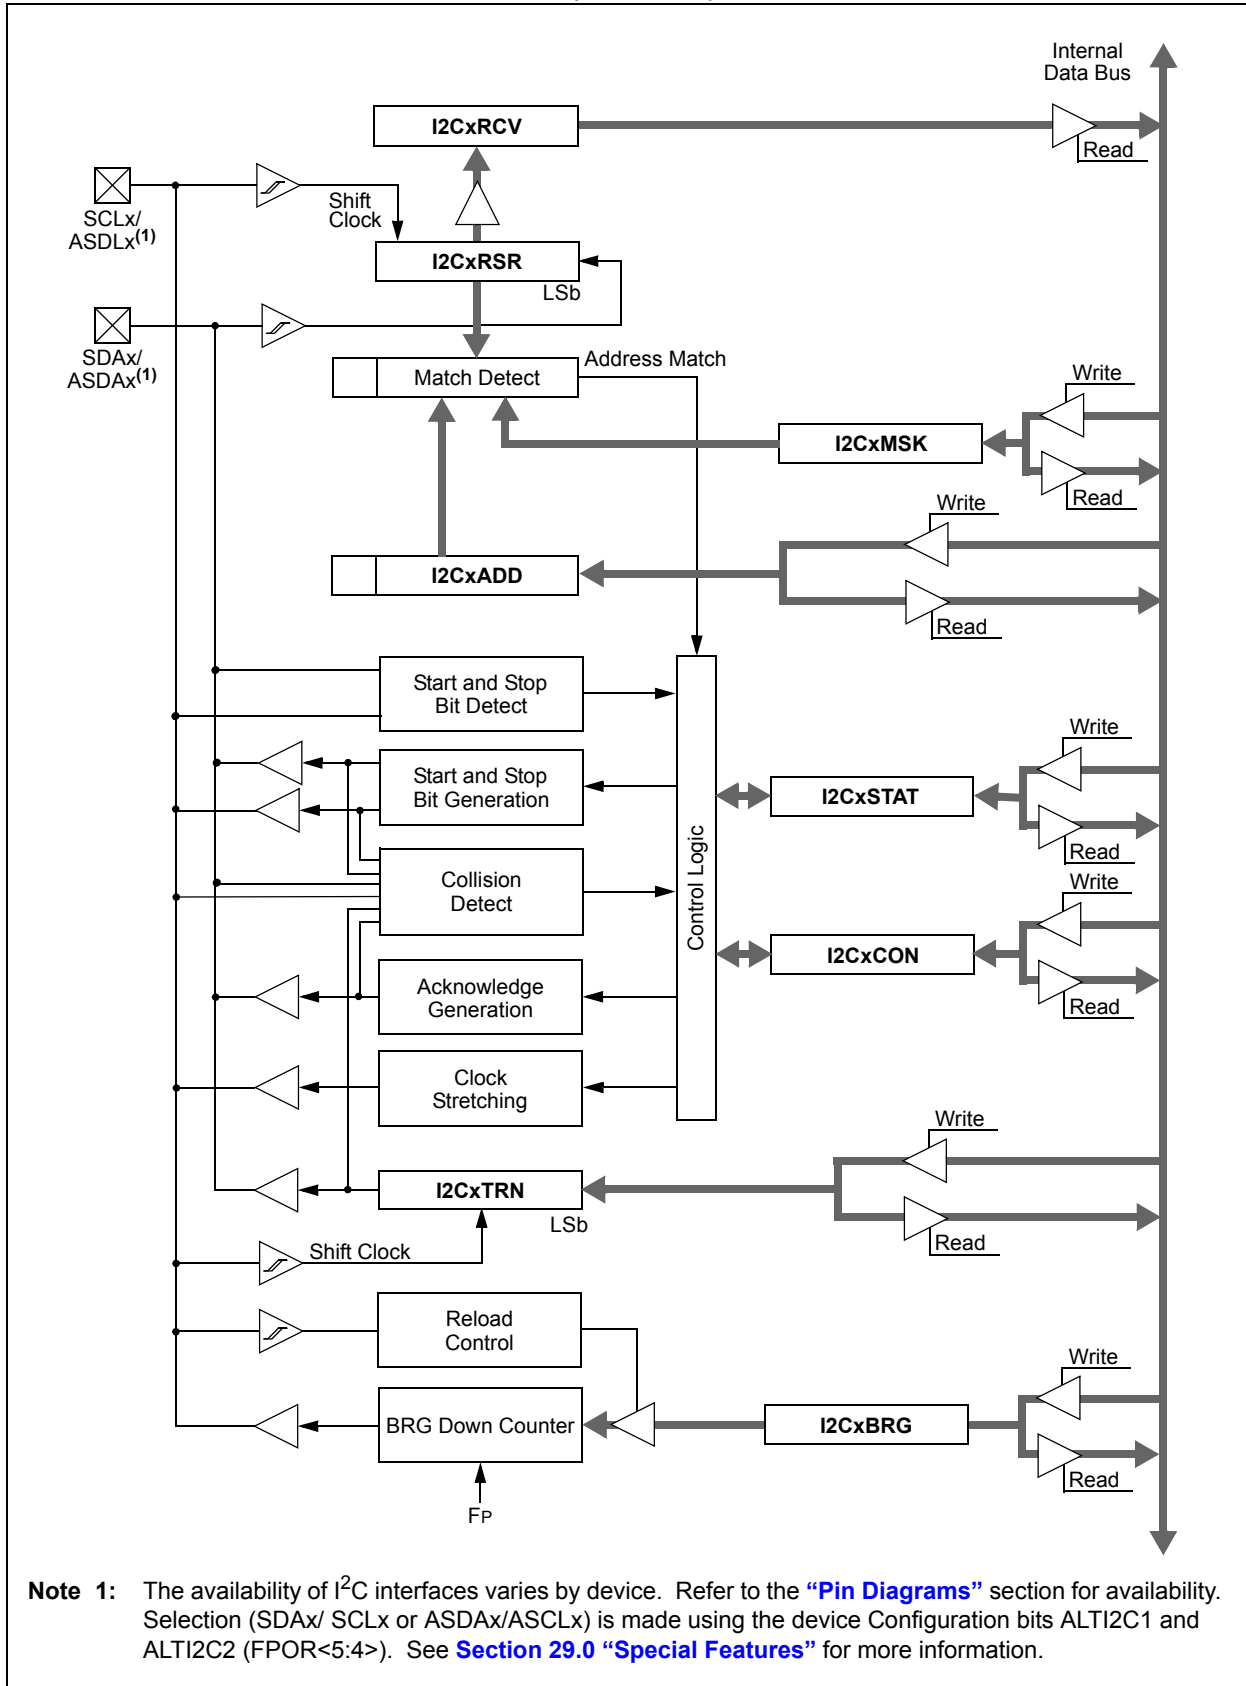 Internal
Data Bus
I2CxRCV
Read
SCLx/
ASDLx(1)
Shift
Clock
I2CxRSR
LSb
SDAx/
ASDAx(1)
Address Match
Match Detect
Write
I2CxMSK
Read
Write
I2CxADD
Read
Start and Stop
Bit Detect
Write
Start and Stop
Bit Generation
I2CxSTAT
Read
Control Logic
Collision
Detect
Write
I2CxCON
Read
Acknowledge
Generation
Clock
Stretching
Write
I2CxTRN
LSb
Read
Shift Clock
Reload
Control
Write
BRG Down Counter
I2CxBRG
Read
FP
Note 1: The availability of I2C interfaces varies by device. Refer to the “Pin Diagrams” section for availability.
Selection (SDAx/ SCLx or ASDAx/ASCLx) is made using the device Configuration bits ALTI2C1 and
ALTI2C2 (FPOR<5:4>). See Section 29.0 “Special Features” for more information.